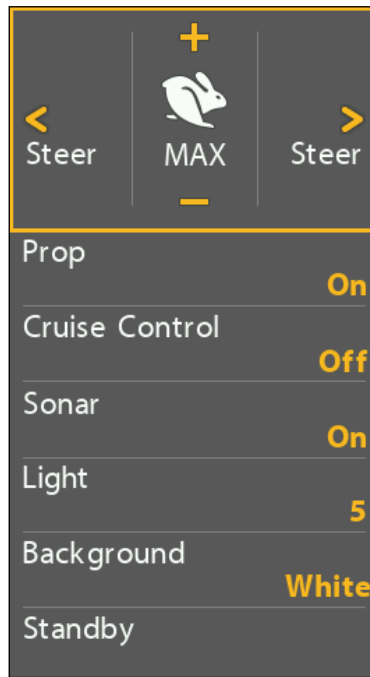 +
< >
Steer MAX Steer
−
Prop
On
Cruise Control
Off
Sonar
On
Light
5
Background
White
Standby